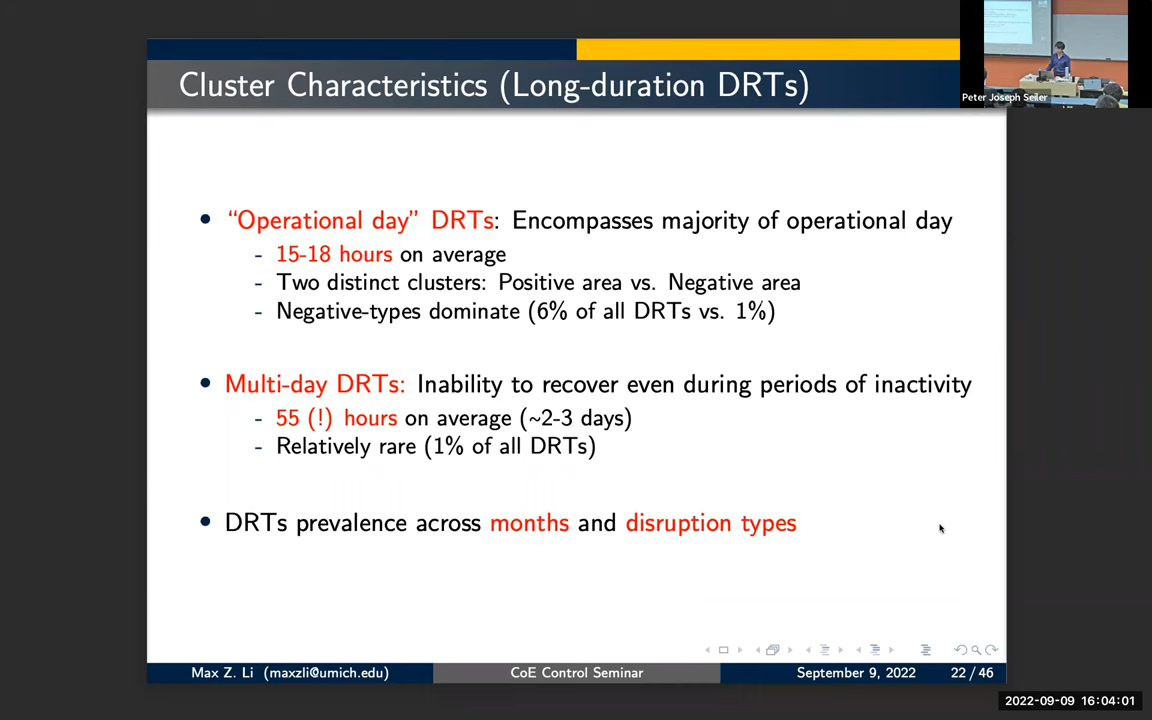 Cluster Characteristics (Long-duration DRTs)
Peter Joseph Seiler
• “Operational day” DRTs: Encompasses majority of operational day
- 15-18 hours on average
- Two distinct clusters: Positive area vs. Negative area
- Negative-types dominate (6% of all DRTs vs. 1%)
• Multi-day DRTs: Inability to recover even during periods of inactivity
- 55 (!) hours on average (~2-3 days)
- Relatively rare (1% of all DRTs)
• DRTs prevalence across months and disruption types
Max Z. Li (maxzli@umich.edu) CoE Control Seminar September 9, 2022 22 / 46
2022-09-09 16:04:01